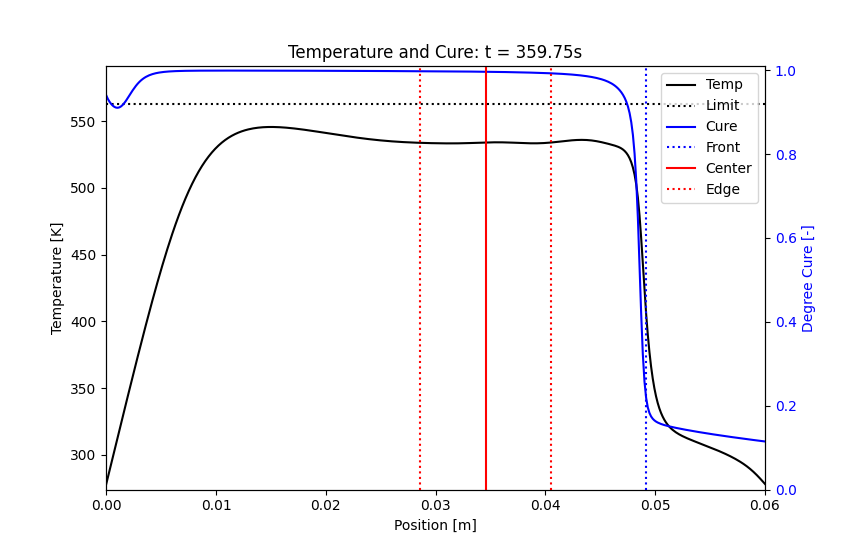 Temperature and Cure: t = 359.75s
Temperature [K]
550
500
450
400
350
300
1.0
0.8
0.6
0.4
0.2
0.0
Degree Cure [-]
Temp
Limit
Cure
Front
Center
Edge
0.00 0.01 0.02 0.03 0.04 0.05 0.06
Position [m]